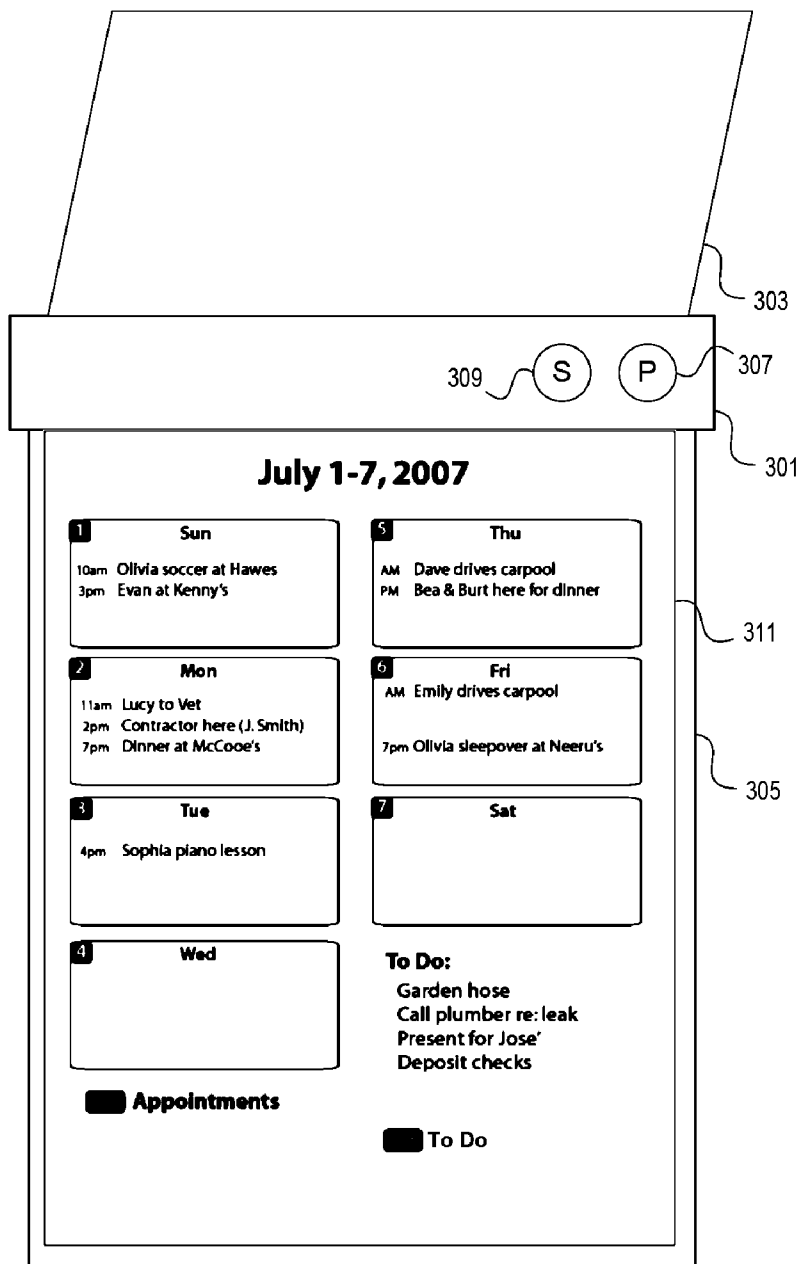 303
309
S
P
307
301
July 1-7, 2007
1
Sun
10am Olivia soccer at Hawes
3pm Evan at Kenny's
2
Mon
11am Lucy to Vet
2pm Contractor here (J. Smith)
7pm Dinner at McCooe's
3
Tue
4pm Sophia piano lesson
4
Wed
Appointments
5
Thu
AM Dave drives carpool
PM Bea & Burt here for dinner
6
Fri
AM Emily drives carpool
7pm Olivia sleepover at Neeru's
7
Sat
To Do:
Garden hose
Call plumber re: leak
Present for Jose'
Deposit checks
To Do
311
305